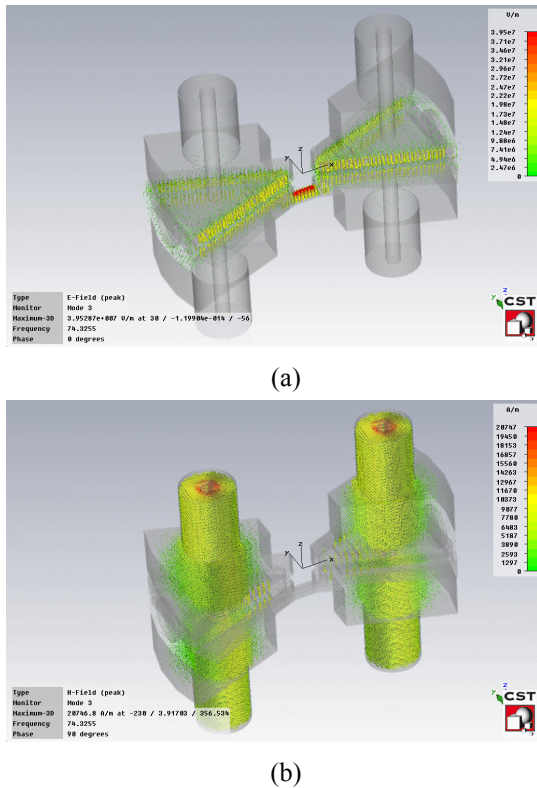 V/m
3.95e7
3.71e7
3.46e7
3.21e7
2.96e7
2.72e7
2.47e7
2.22e7
1.98e7
1.73e7
1.48e7
1.24e7
9.88e6
7.41e6
4.94e6
2.47e6
0
z
y
x
Type E-Field (peak)
Monitor Mode 3
Maximum-3D 3.95287e+007 V/m at 30 / -1.19904e-014 / -56
Frequency 74.3255
Phase 0 degrees
y z
x
CST
(a)
A/m
20747
19450
18153
16857
15560
14263
12967
11670
10373
9077
7780
6483
5187
3890
2593
1297
0
z
y
x
Type H-Field (peak)
Monitor Mode 3
Maximum-3D 20746.8 A/m at -230 / 3.91703 / 356.534
Frequency 74.3255
Phase 90 degrees
y z
x
CST
(b)